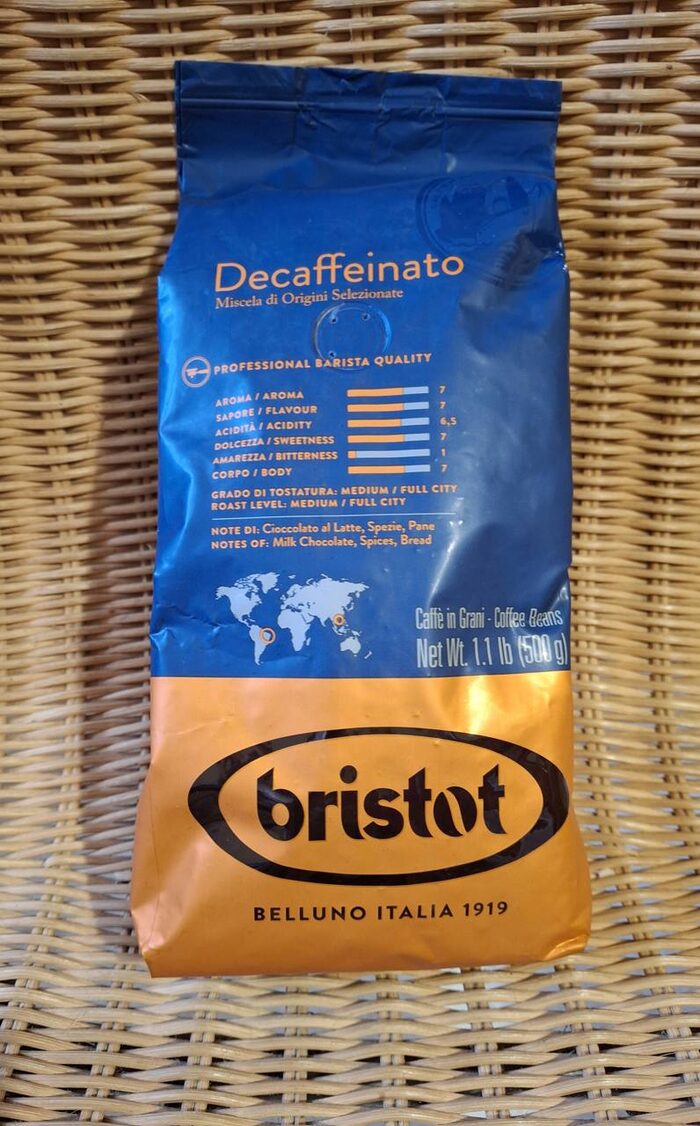 Decaffeinato
Miscela di Origini Selezionate
PROFESSIONAL BARISTA QUALITY
AROMA / AROMA 7
SAPORE / FLAVOUR 7
ACIDITÀ / ACIDITY 6,5
DOLCEZZA / SWEETNESS 7
AMAREZZA / BITTERNESS 1
CORPO / BODY 7
GRADO DI TOSTATURA: MEDIUM / FULL CITY
ROAST LEVEL: MEDIUM / FULL CITY
NOTE DI: Cioccolato al Latte, Spezie, Pane
NOTES OF: Milk Chocolate, Spices, Bread
Caffè in Grani - Coffee Beans
Net Wt. 1.1 lb (500 g)
bristot
BELLUNO ITALIA 1919